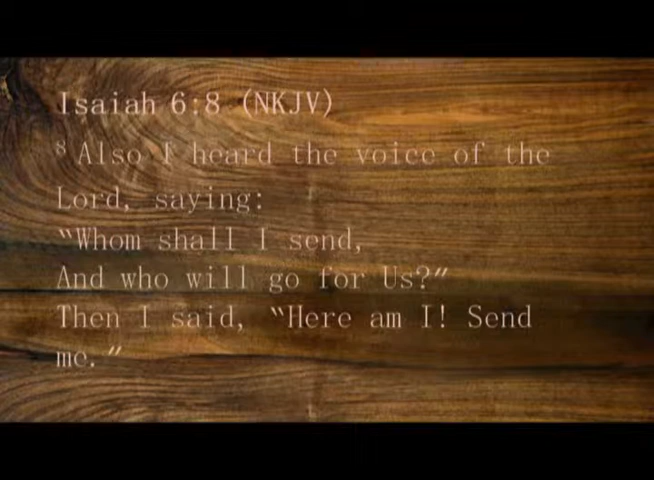 Isaiah 6:8 (NKJV)
⁸ Also I heard the voice of the
Lord, saying:
“Whom shall I send,
And who will go for Us?”
Then I said, “Here am I! Send
me.”